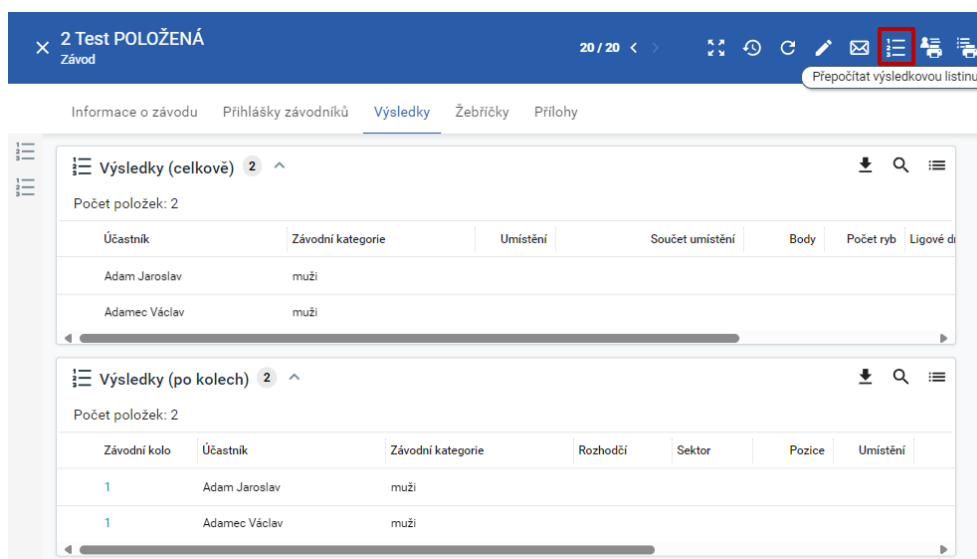 2 Test POLOŽENÁ
Závod
20 / 20
Přepočítat výsledkovou listinu
Informace o závodu Přihlášky závodníků Výsledky Žebříčky Přílohy
Výsledky (celkově) 2
Počet položek: 2
Účastník Závodní kategorie Umístění Součet umístění Body Počet ryb Ligové d
Adam Jaroslav muži
Adamec Václav muži
Výsledky (po kolech) 2
Počet položek: 2
Závodní kolo Účastník Závodní kategorie Rozhodčí Sektor Pozice Umístění
1 Adam Jaroslav muži
1 Adamec Václav muži